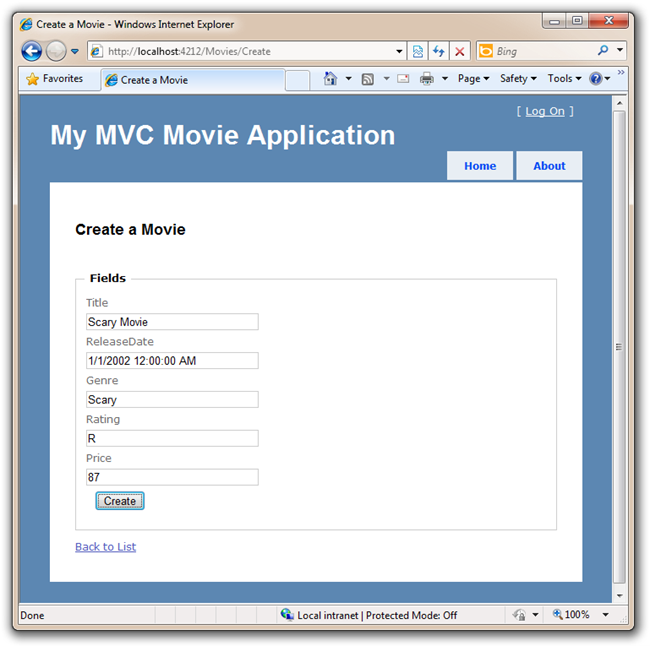 Create a Movie - Windows Internet Explorer
http://localhost:4212/Movies/Create
Bing
Favorites
Create a Movie
Page
Safety
Tools
»
[ Log On ]
My MVC Movie Application
Home
About
Create a Movie
Fields
Title
Scary Movie
ReleaseDate
1/1/2002 12:00:00 AM
Genre
Scary
Rating
R
Price
87
Create
Back to List
Done
Local intranet | Protected Mode: Off
100%